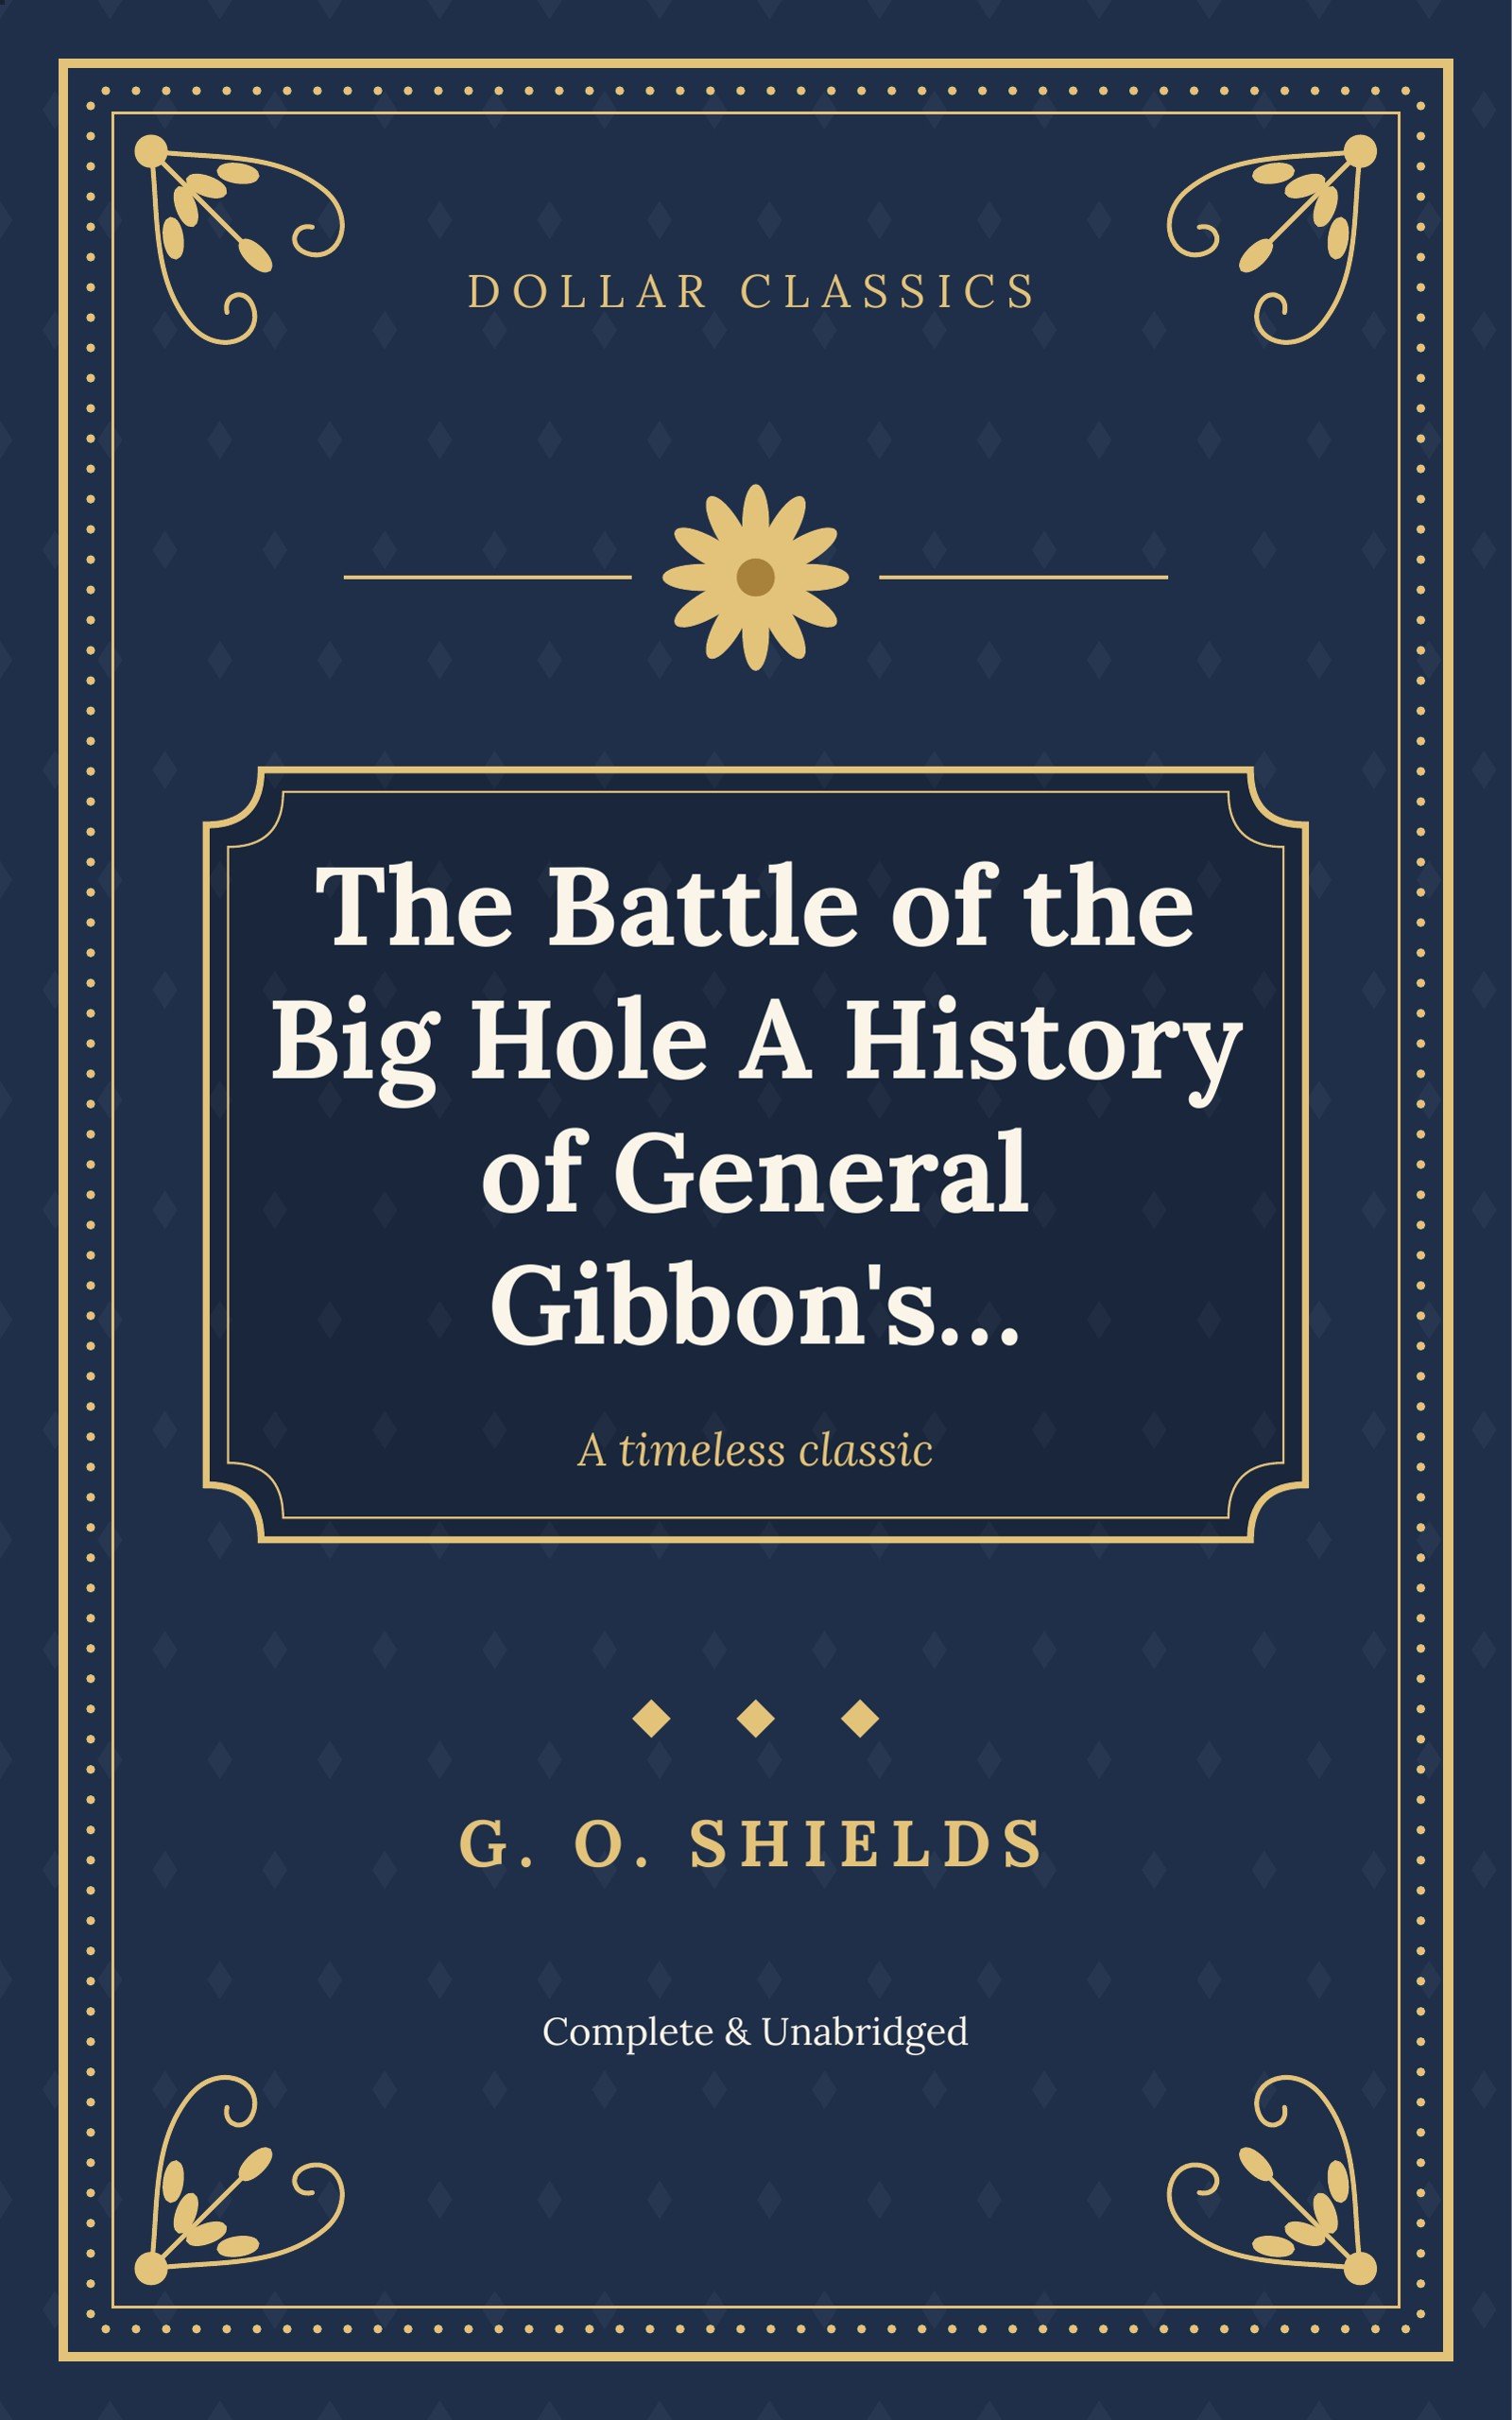 DOLLAR CLASSICS
The Battle of the
Big Hole A History
of General
Gibbon's...
A timeless classic
G. O. SHIELDS
Complete & Unabridged